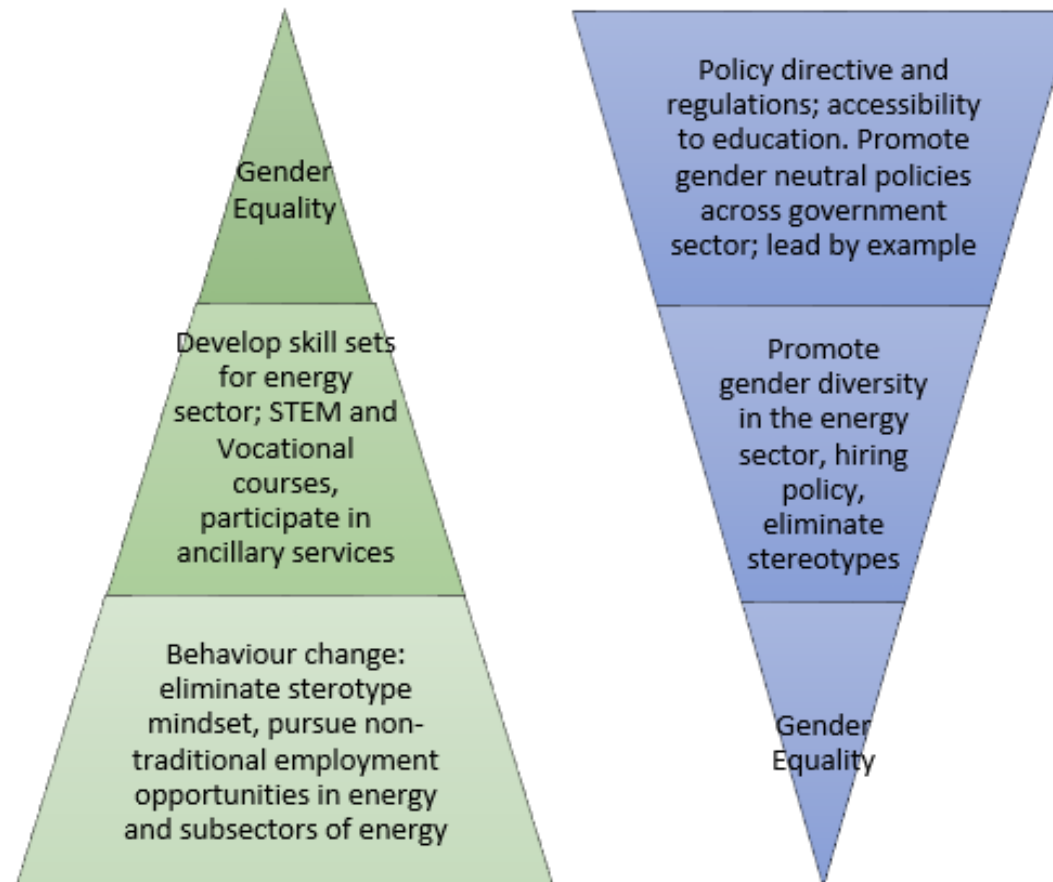 Gender
Equality
Develop skill sets
for energy
sector; STEM and
Vocational
courses,
participate in
ancillary services
Behaviour change:
eliminate sterotype
mindset, pursue non-
traditional employment
opportunities in energy
and subsectors of energy
Policy directive and
regulations; accessibility
to education. Promote
gender neutral policies
across government
sector; lead by example
Promote
gender diversity
in the energy
sector, hiring
policy,
eliminate
stereotypes
Gender
Equality